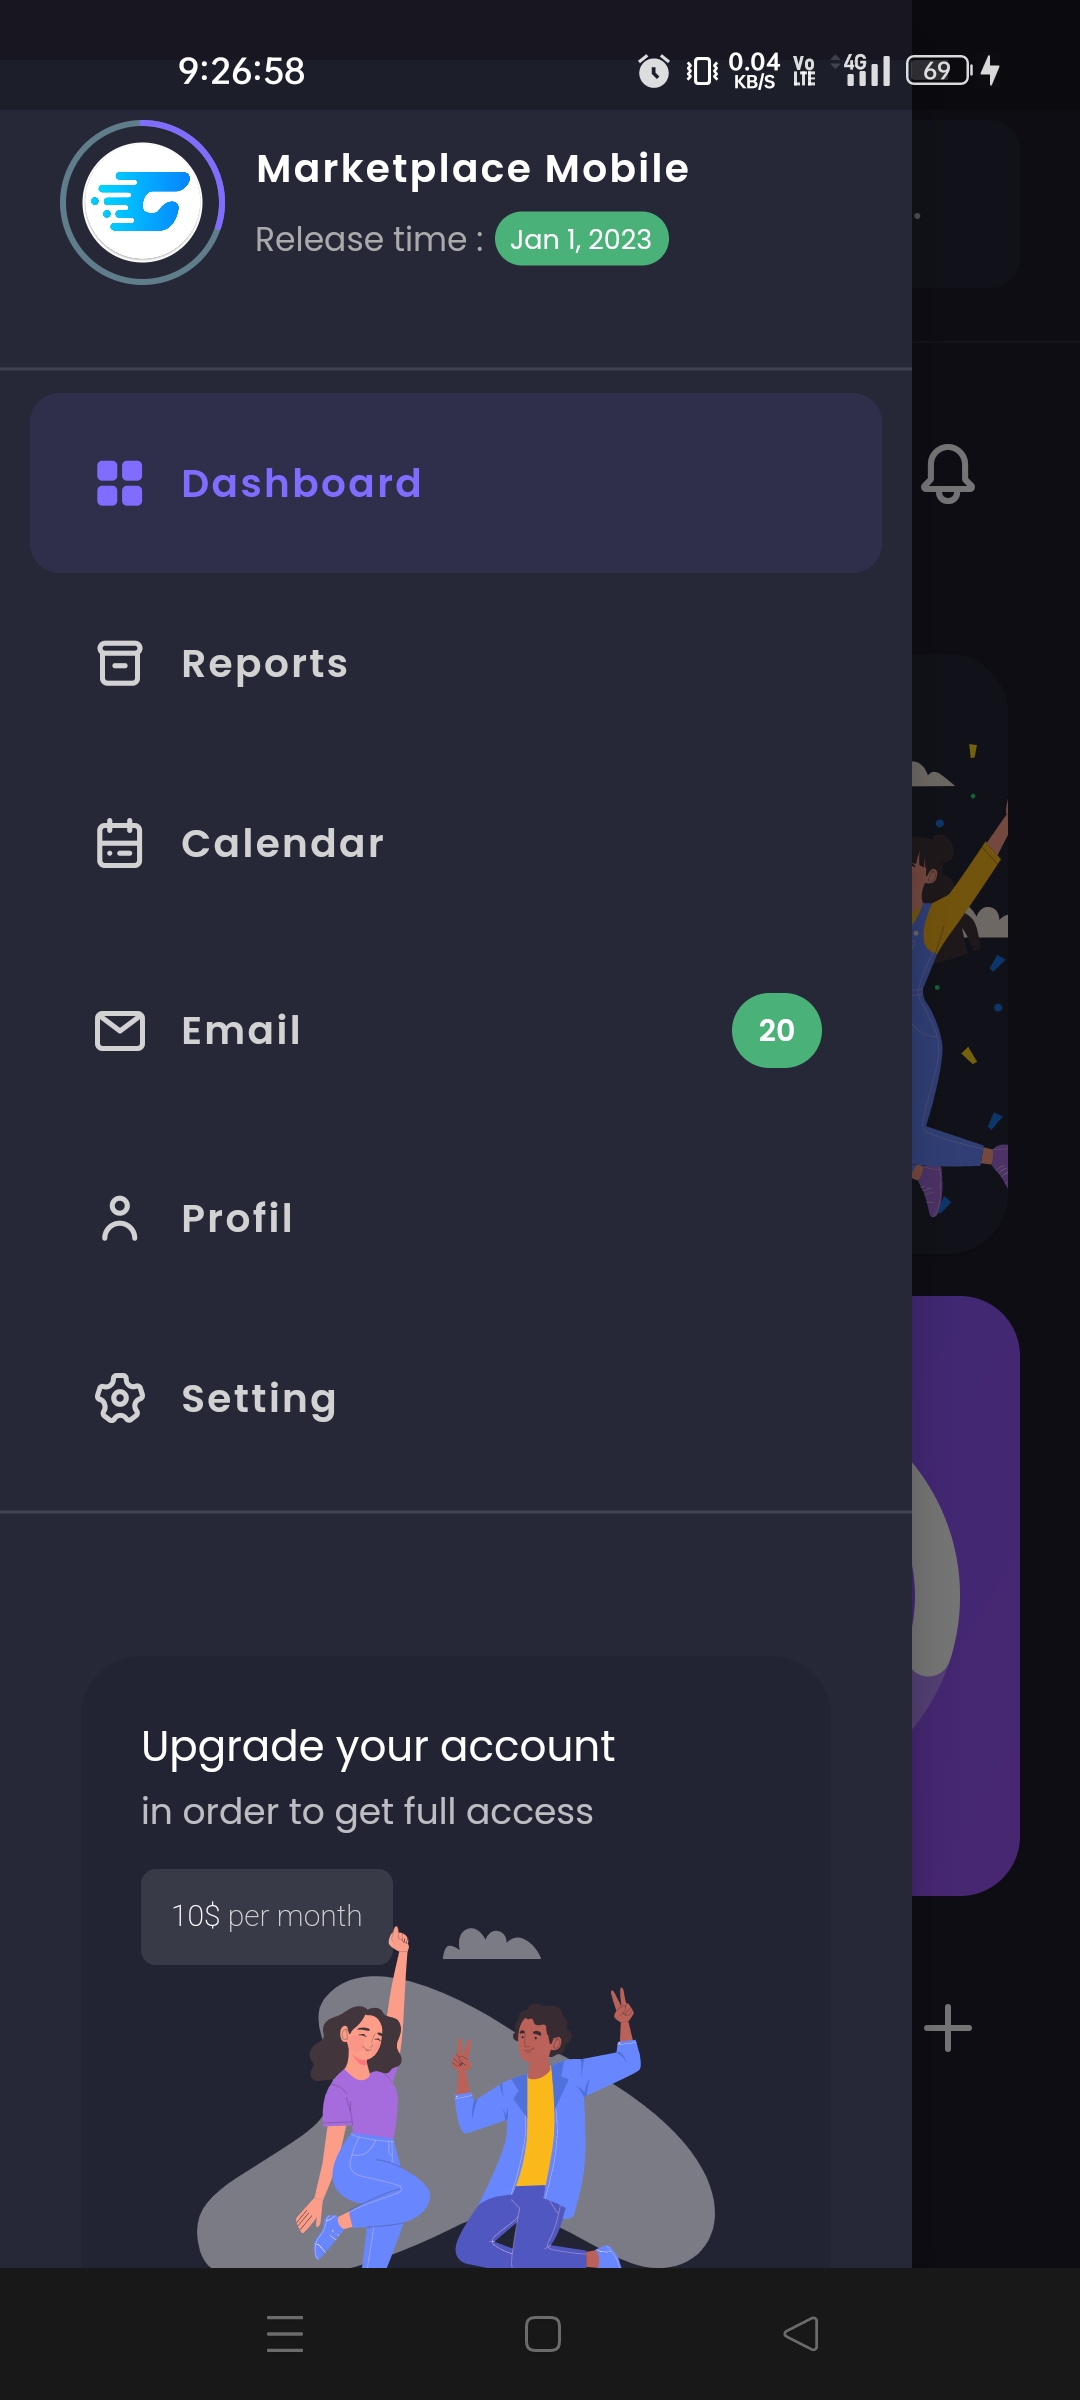 9:26:58
0.04
KB/S
Vo
LTE
4G
69
Marketplace Mobile
Release time : Jan 1, 2023
Dashboard
Reports
Calendar
Email 20
Profil
Setting
Upgrade your account
in order to get full access
10$ per month